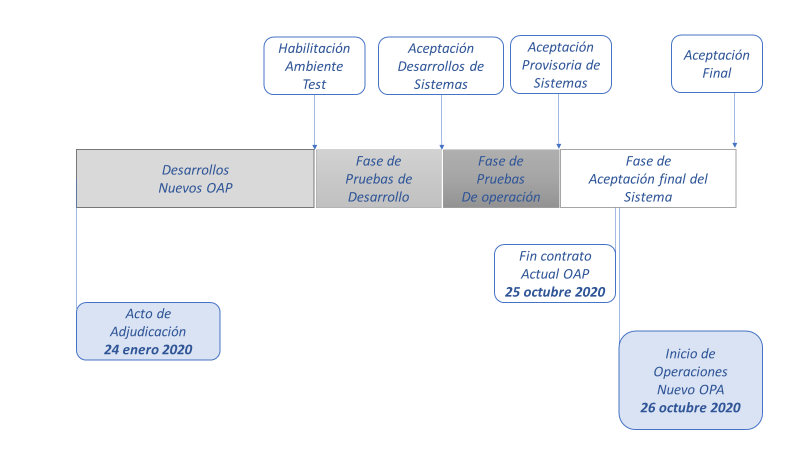 Habilitación
Ambiente
Test
Aceptación
Desarrollos de
Sistemas
Aceptación
Provisoria de
Sistemas
Aceptación
Final
Desarrollos
Nuevos OAP
Fase de
Pruebas de
Desarrollo
Fase de
Pruebas
De operación
Fase de
Aceptación final del
Sistema
Fin contrato
Actual OAP
25 octubre 2020
Acto de
Adjudicación
24 enero 2020
Inicio de
Operaciones
Nuevo OPA
26 octubre 2020